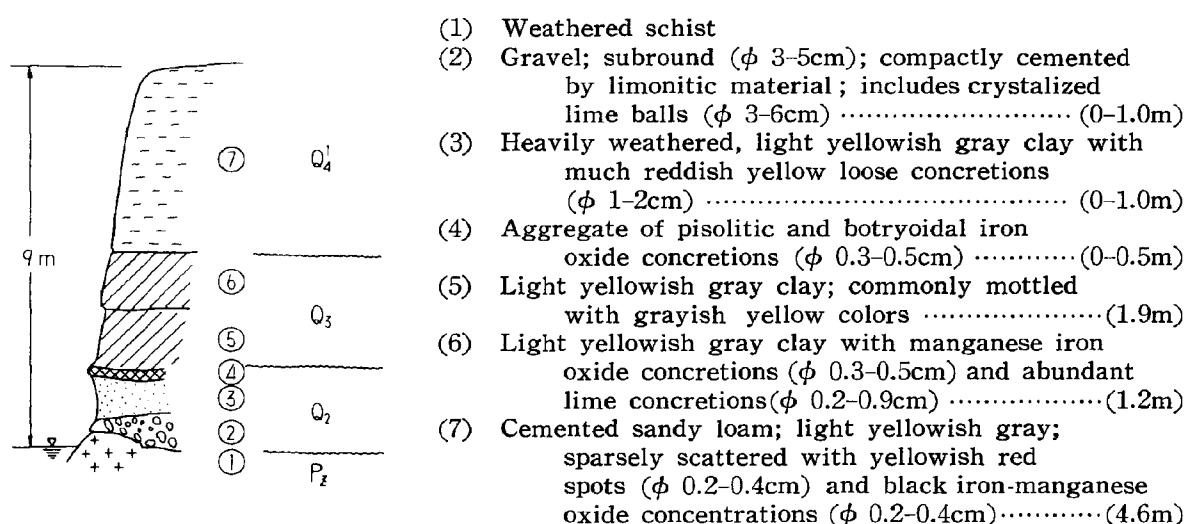 9 m
⑦ Q₄¹
⑥
Q₃
⑤
④
③
Q₂
②
①
P_z
(1) Weathered schist
(2) Gravel; subround (ϕ 3–5cm); compactly cemented
by limonitic material ; includes crystalized
lime balls (ϕ 3–6cm) ·························· (0–1.0m)
(3) Heavily weathered, light yellowish gray clay with
much reddish yellow loose concretions
(ϕ 1–2cm) ········································ (0–1.0m)
(4) Aggregate of pisolitic and botryoidal iron
oxide concretions (ϕ 0.3–0.5cm) ············(0–0.5m)
(5) Light yellowish gray clay; commonly mottled
with grayish yellow colors ·····················(1.9m)
(6) Light yellowish gray clay with manganese iron
oxide concretions (ϕ 0.3–0.5cm) and abundant
lime concretions(ϕ 0.2–0.9cm) ··················(1.2m)
(7) Cemented sandy loam; light yellowish gray;
sparsely scattered with yellowish red
spots (ϕ 0.2–0.4cm) and black iron-manganese
oxide concentrations (ϕ 0.2–0.4cm)············(4.6m)